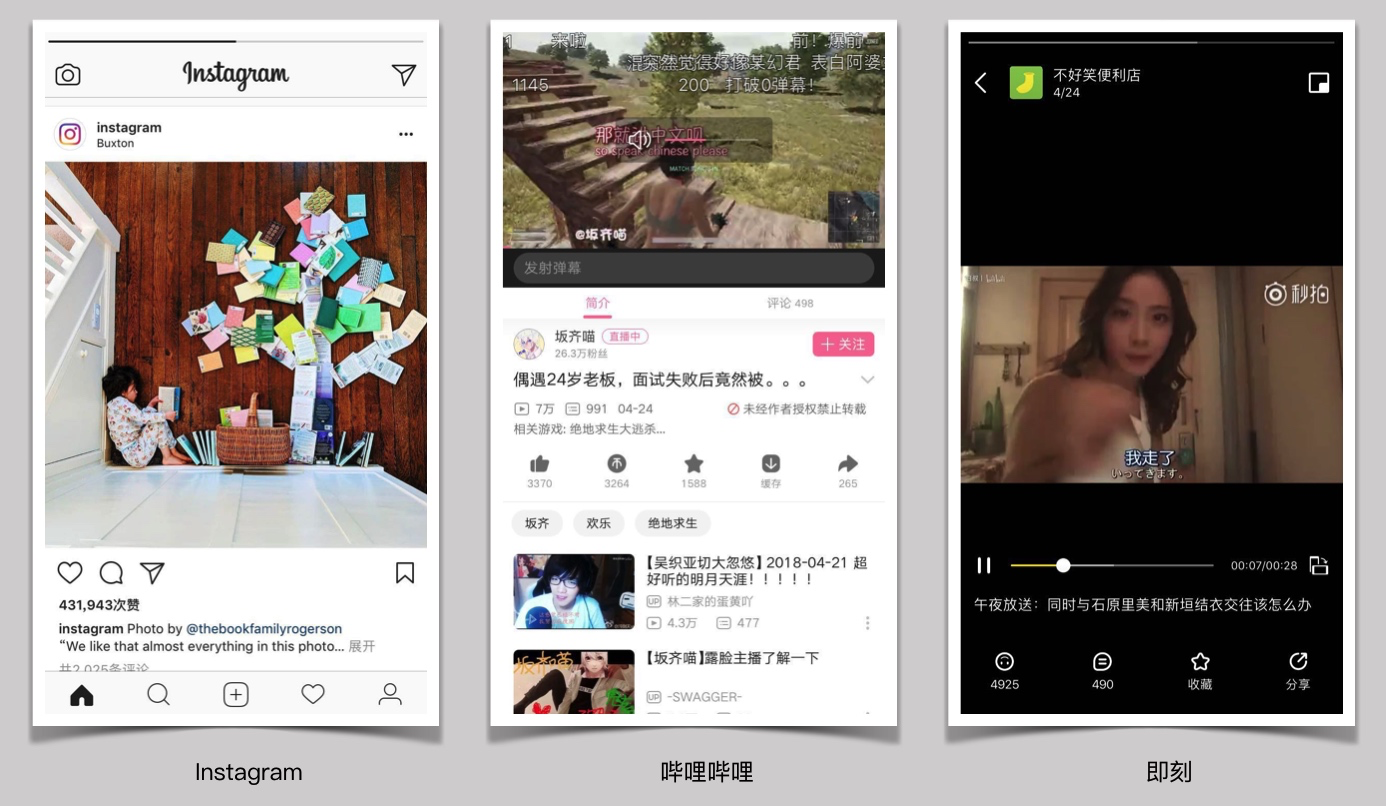 Instagram
instagram
Buxton
431,943次赞
instagram Photo by @thebookfamilyrogerson
“We like that almost everything in this photo... 展开
共2,025条评论
Instagram
来啦
前！爆前
混突然觉得好像某幻君 表白阿婆
1145
200 打破0弹幕！
那就说中文呗
so speak chinese please
@坂齐喵
发射弹幕
简介
评论 498
坂齐喵 直播中
26.3万粉丝
＋ 关注
偶遇24岁老板，面试失败后竟然被。。。
7万 991 04-24
未经作者授权禁止转载
相关游戏: 绝地求生大逃杀...
3370 3264 1588 缓存 265
坂齐 欢乐 绝地求生
【吴织亚切大忽悠】2018-04-21 超
好听的明月天涯！！！！！
UP 林二家的蛋黄吖
4.3万 477
坂齐喵
【坂齐喵】露脸主播了解一下
UP -SWAGGER-
哔哩哔哩
不好笑便利店
4/24
秒拍
我走了
いってきます。
00:07/00:28
午夜放送：同时与石原里美和新垣结衣交往该怎么办
4925 490 收藏 分享
即刻